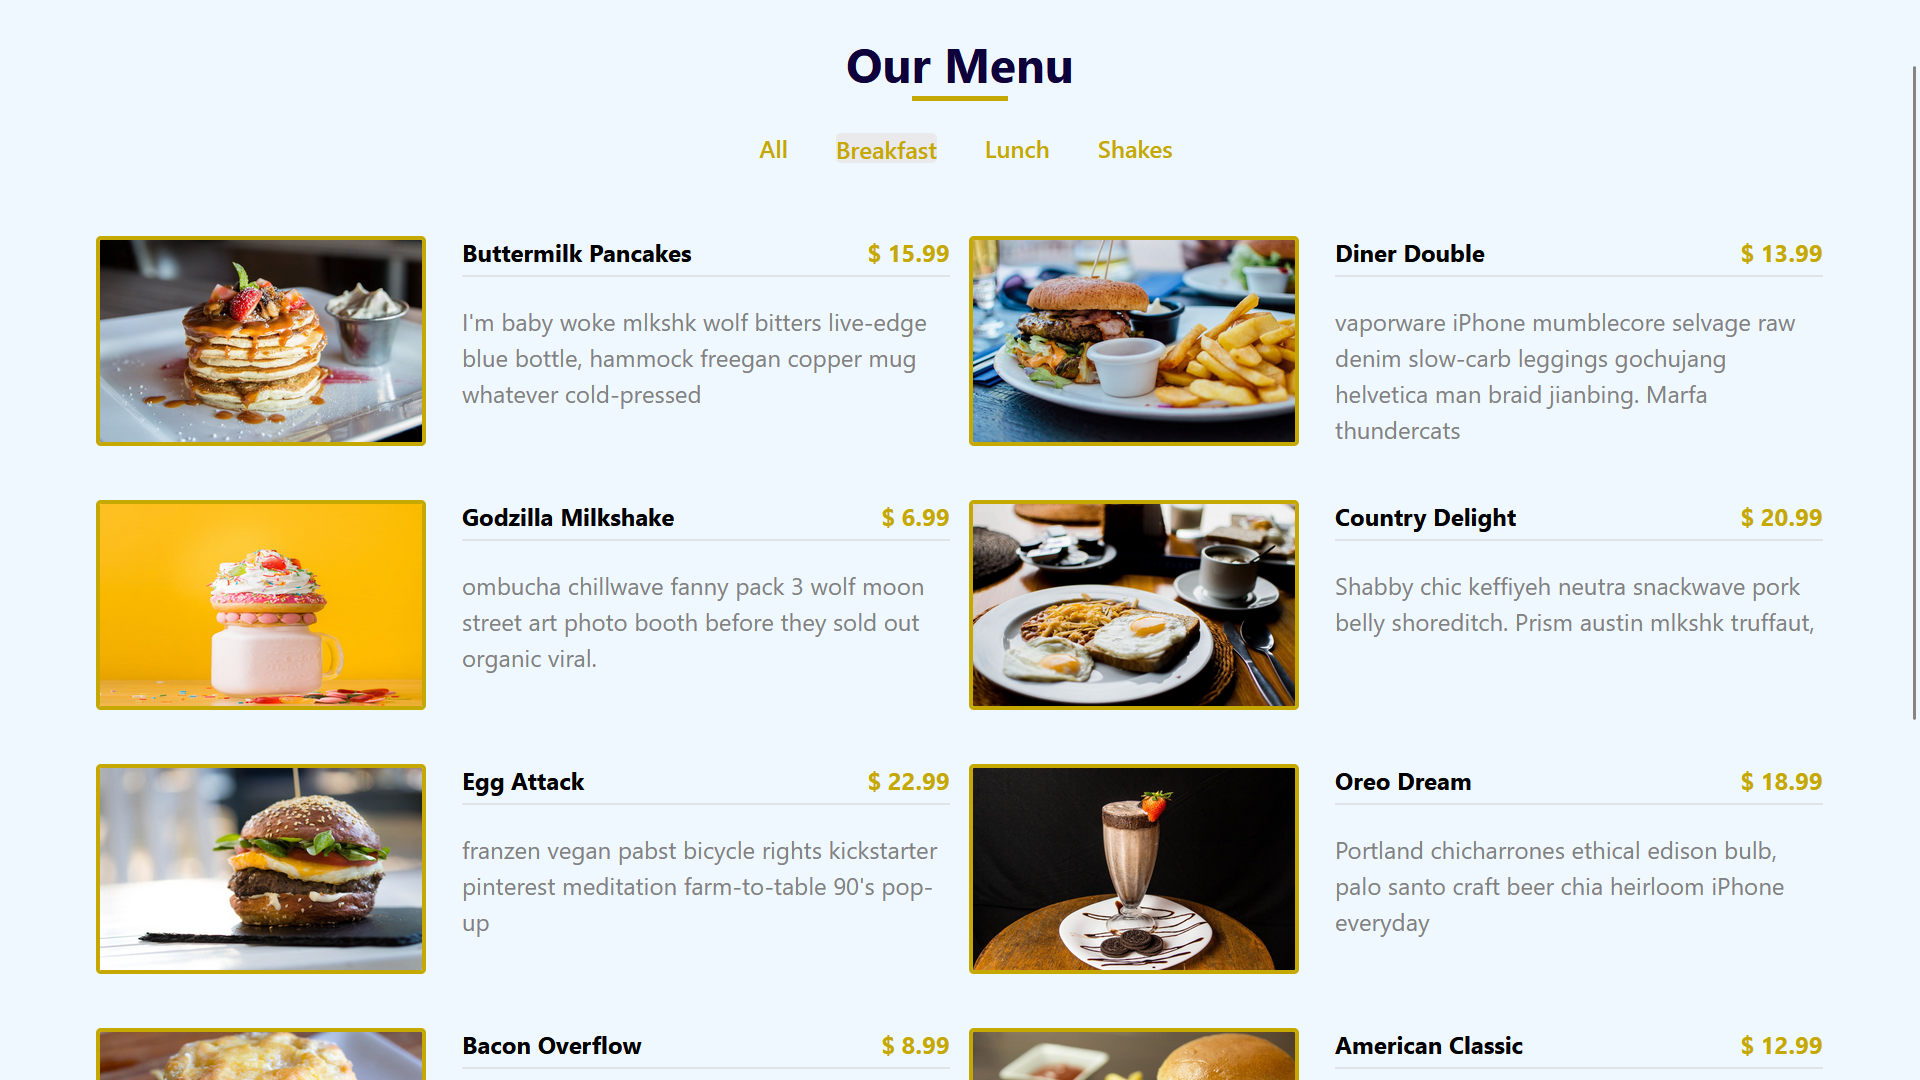 Our Menu
All Breakfast Lunch Shakes
Buttermilk Pancakes $ 15.99
I'm baby woke mlkshk wolf bitters live-edge
blue bottle, hammock freegan copper mug
whatever cold-pressed
Diner Double $ 13.99
vaporware iPhone mumblecore selvage raw
denim slow-carb leggings gochujang
helvetica man braid jianbing. Marfa
thundercats
Godzilla Milkshake $ 6.99
ombucha chillwave fanny pack 3 wolf moon
street art photo booth before they sold out
organic viral.
Country Delight $ 20.99
Shabby chic keffiyeh neutra snackwave pork
belly shoreditch. Prism austin mlkshk truffaut,
Egg Attack $ 22.99
franzen vegan pabst bicycle rights kickstarter
pinterest meditation farm-to-table 90's pop-
up
Oreo Dream $ 18.99
Portland chicharrones ethical edison bulb,
palo santo craft beer chia heirloom iPhone
everyday
Bacon Overflow $ 8.99
American Classic $ 12.99